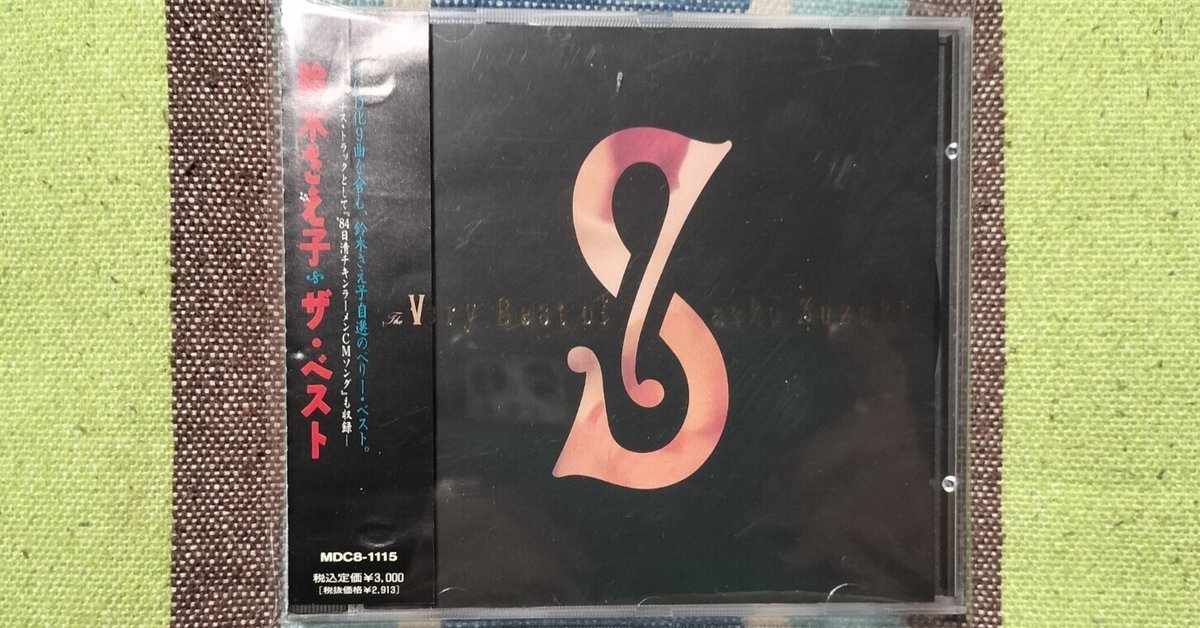 鈴木さえ子 ザ・ベスト
化9曲を含む、鈴木さえ子自選のベリー・ベスト。
ストラックとして『'84日清チキンラーメンCMソング』も収録―
The Very Best of Saeko Suzuki
S
MDC8-1115
税込定価¥3,000
[税抜価格¥2,913]